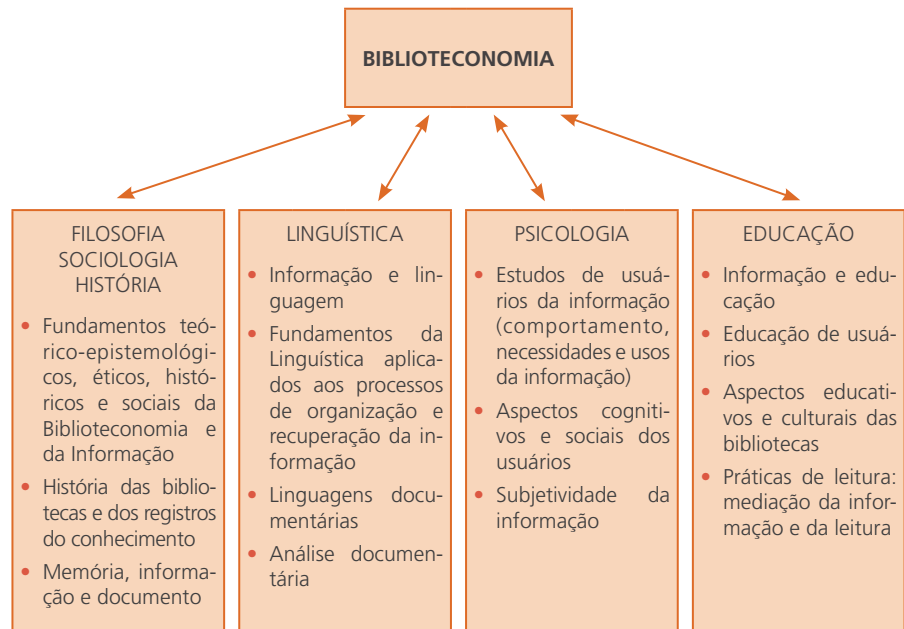 BIBLIOTECONOMIA
FILOSOFIA
SOCIOLOGIA
HISTÓRIA
• Fundamentos teó-
rico-epistemológi-
cos, éticos, histó-
ricos e sociais da
Biblioteconomia e
da Informação
• História das biblio-
tecas e dos registros
do conhecimento
• Memória, informa-
ção e documento
LINGUÍSTICA
• Informação e lin-
guagem
• Fundamentos da
Linguística aplica-
dos aos processos
de organização e
recuperação da in-
formação
• Linguagens docu-
mentárias
• Análise documen-
tária
PSICOLOGIA
• Estudos de usuá-
rios da informação
(comportamento,
necessidades e usos
da informação)
• Aspectos cogniti-
vos e sociais dos
usuários
• Subjetividade da
informação
EDUCAÇÃO
• Informação e edu-
cação
• Educação de usuá-
rios
• Aspectos educati-
vos e culturais das
bibliotecas
• Práticas de leitura:
mediação da infor-
mação e da leitura